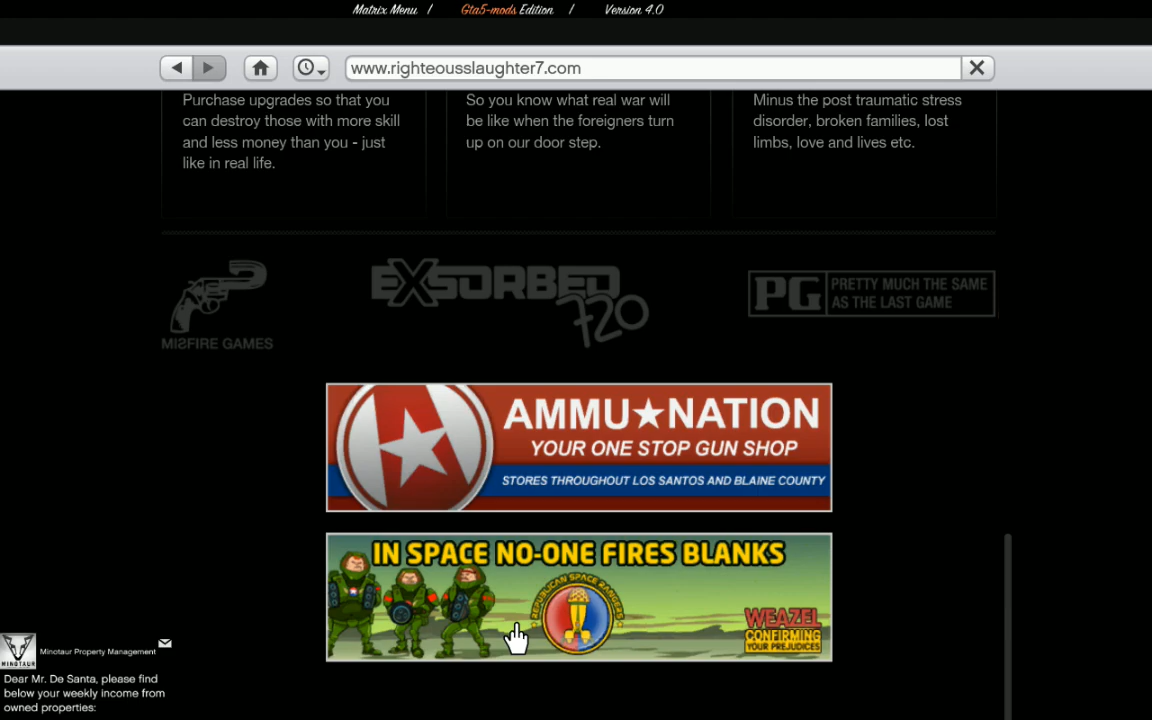 Matrix Menu / Gta5-mods Edition / Version 4.0
www.righteousslaughter7.com
Purchase upgrades so that you
can destroy those with more skill
and less money than you - just
like in real life.
So you know what real war will
be like when the foreigners turn
up on our door step.
Minus the post traumatic stress
disorder, broken families, lost
limbs, love and lives etc.
MISFIRE GAMES
EXSORBED
720
PG PRETTY MUCH THE SAME
AS THE LAST GAME
AMMU★NATION
YOUR ONE STOP GUN SHOP
STORES THROUGHOUT LOS SANTOS AND BLAINE COUNTY
IN SPACE NO-ONE FIRES BLANKS
REPUBLICAN SPACE RANGERS
WEAZEL
CONFIRMING
YOUR PREJUDICES
MINOTAUR
Minotaur Property Management
Dear Mr. De Santa, please find
below your weekly income from
owned properties: